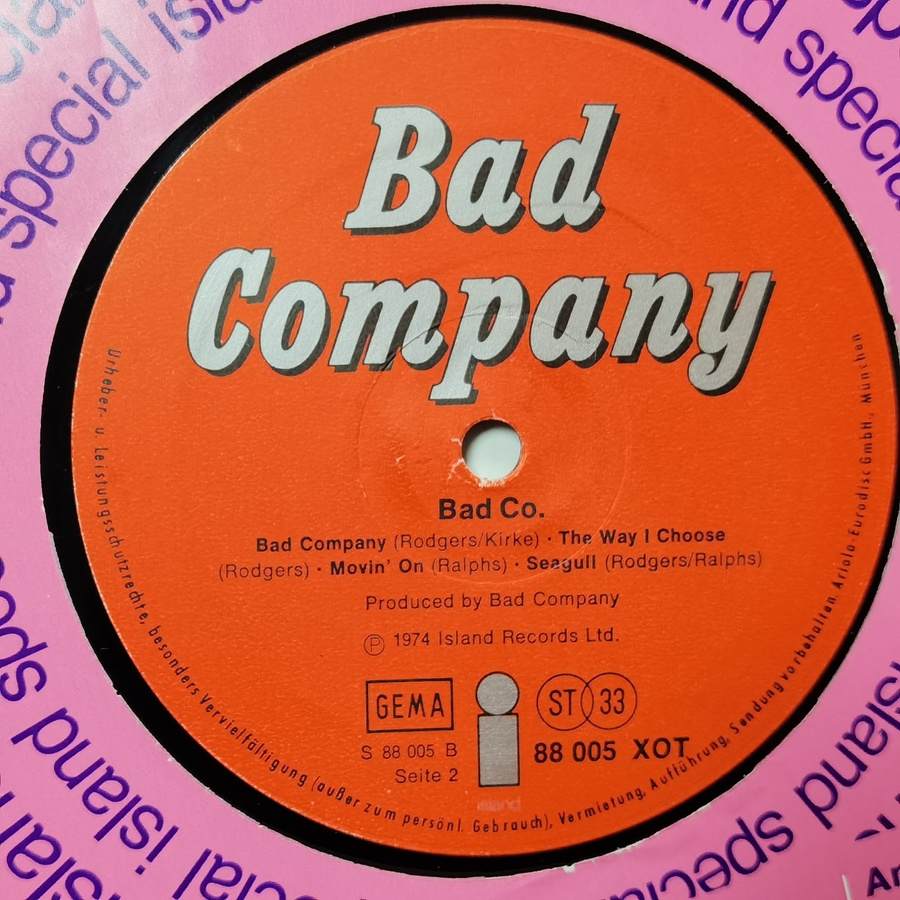 Bad
Company
Bad Co.
Bad Company (Rodgers/Kirke) · The Way I Choose
(Rodgers) · Movin' On (Ralphs) · Seagull (Rodgers/Ralphs)
Produced by Bad Company
Ⓟ 1974 Island Records Ltd.
GEMA
ST 33
S 88 005 B
88 005 XOT
Seite 2
island
Urheber- u. Leistungsschutzrechte, besonders Vervielfältigung (außer zum persönl. Gebrauch), Vermietung, Aufführung, Sendung vorbehalten. Ariola-Eurodisc GmbH., München
special island
island special
island special
special island